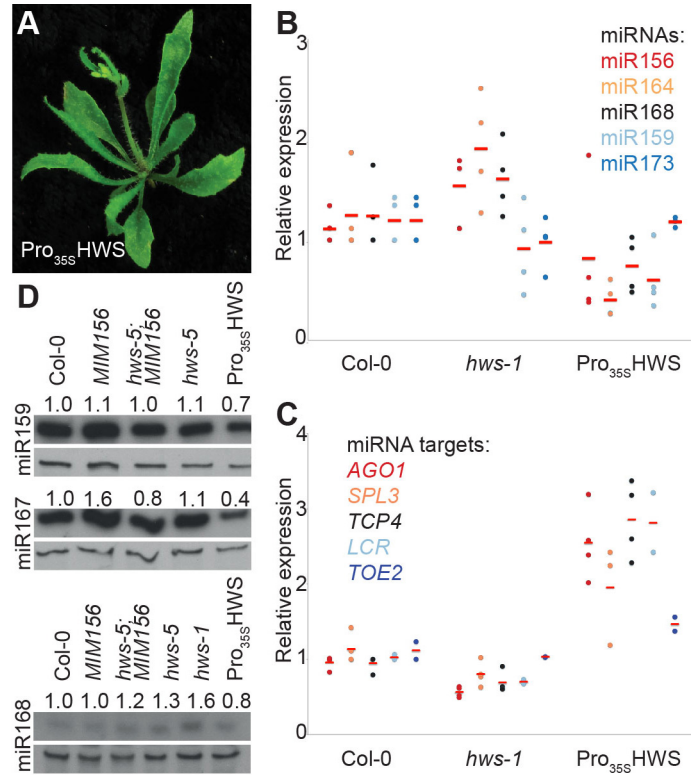 A
Pro35SHWS
B
3
2
1
0
Relative expression
miRNAs:
miR156
miR164
miR168
miR159
miR173
Col-0
hws-1
Pro35SHWS
D
Col-0
MIM156
hws-5;
MIM156
hws-5
Pro35SHWS
1.0 1.1 1.0 1.1 0.7
miR159
1.0 1.6 0.8 1.1 0.4
miR167
Col-0
MIM156
hws-5;
MIM156
hws-5
hws-1
Pro35SHWS
1.0 1.0 1.2 1.3 1.6 0.8
miR168
C
4
3
2
1
0
Relative expression
miRNA targets:
AGO1
SPL3
TCP4
LCR
TOE2
Col-0
hws-1
Pro35SHWS